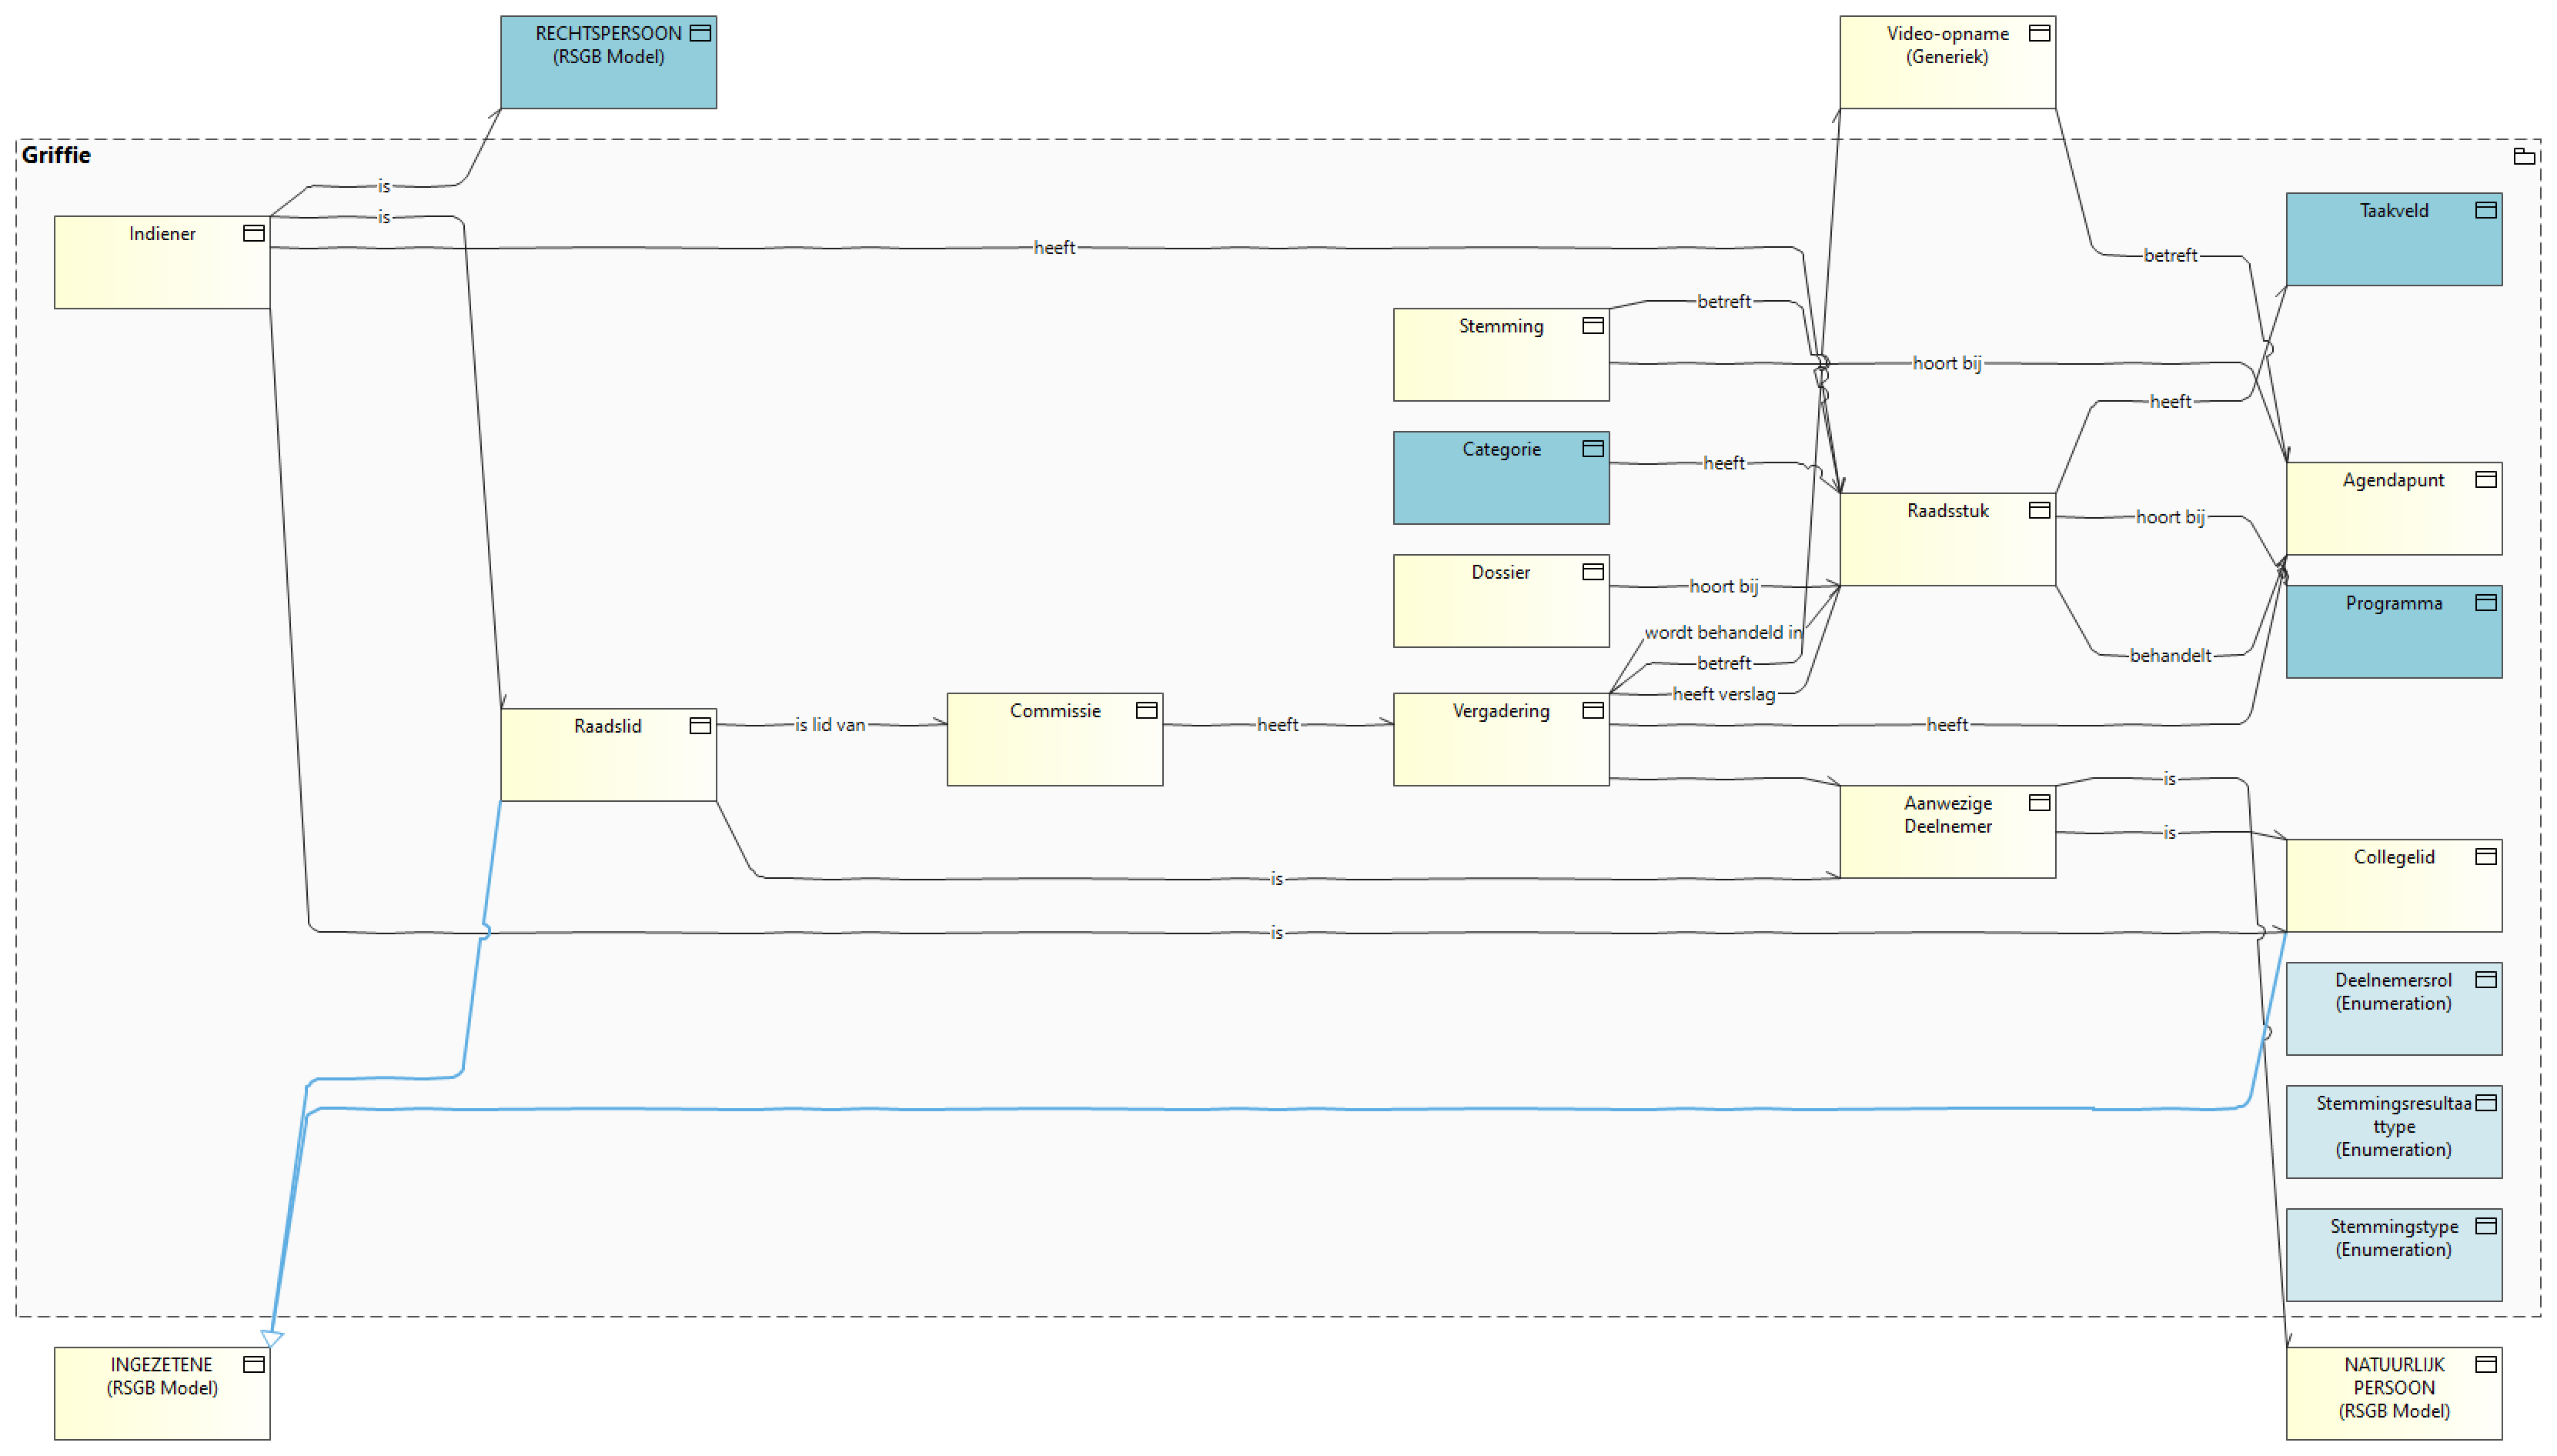 RECHTSPERSOON
(RSGB Model)
Video-opname
(Generiek)
Griffie
is
is
Indiener
heeft
Taakveld
betreft
betreft
Stemming
hoort bij
heeft
Categorie
heeft
Raadsstuk
Agendapunt
hoort bij
Dossier
hoort bij
Programma
wordt behandeld in
betreft
behandelt
heeft verslag
Raadslid
is lid van
Commissie
heeft
Vergadering
heeft
is
Aanwezige
Deelnemer
is
Collegelid
is
is
Deelnemersrol
(Enumeration)
Stemmingsresultaa
ttype
(Enumeration)
Stemmingstype
(Enumeration)
INGEZETENE
(RSGB Model)
NATUURLIJK
PERSOON
(RSGB Model)